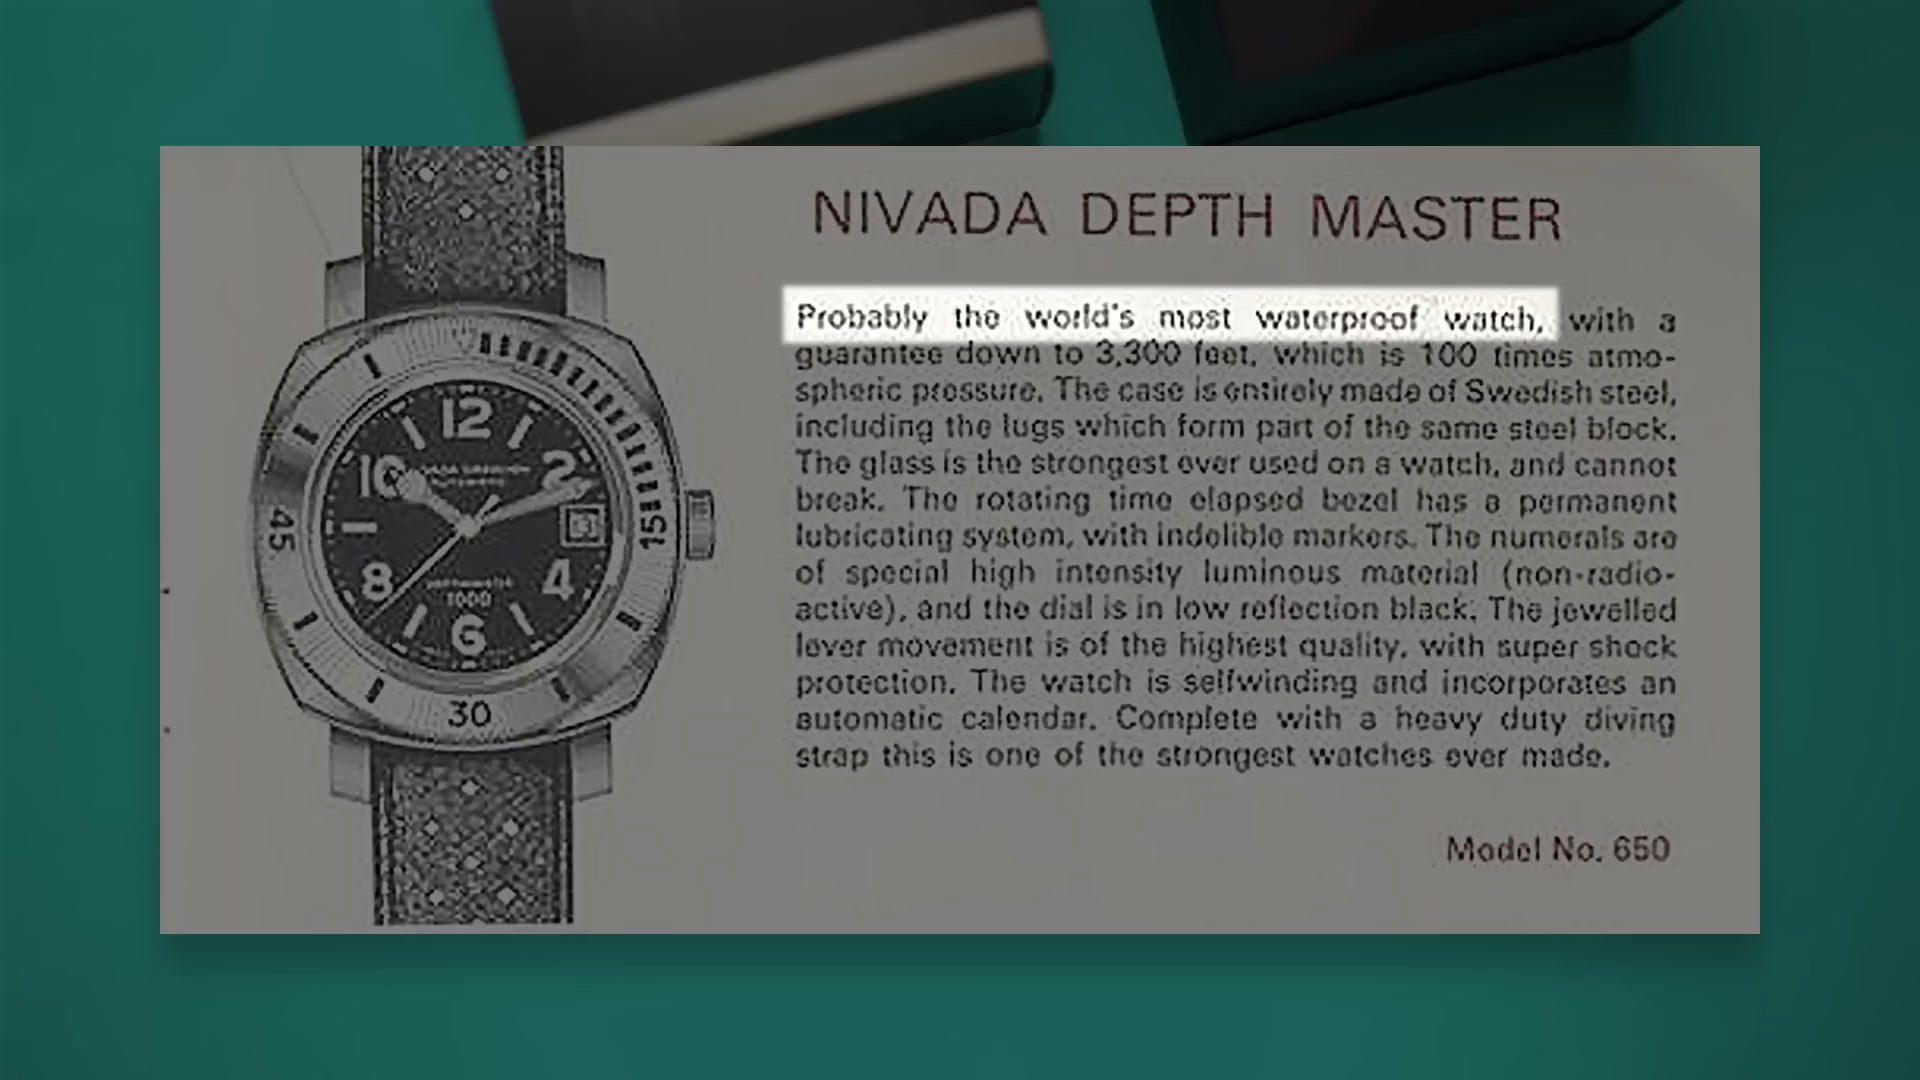 NIVADA DEPTH MASTER
Probably the world's most waterproof watch, with a
guarantee down to 3,300 feet, which is 100 times atmo-
spheric pressure. The case is entirely made of Swedish steel,
including the lugs which form part of the same steel block.
The glass is the strongest ever used on a watch, and cannot
break. The rotating time elapsed bezel has a permanent
lubricating system, with indelible markers. The numerals are
of special high intensity luminous material (non-radio-
active), and the dial is in low reflection black. The jewelled
lever movement is of the highest quality, with super shock
protection. The watch is selfwinding and incorporates an
automatic calendar. Complete with a heavy duty diving
strap this is one of the strongest watches ever made.
Model No. 650
12
10
2
45
15
8
4
1000
6
30